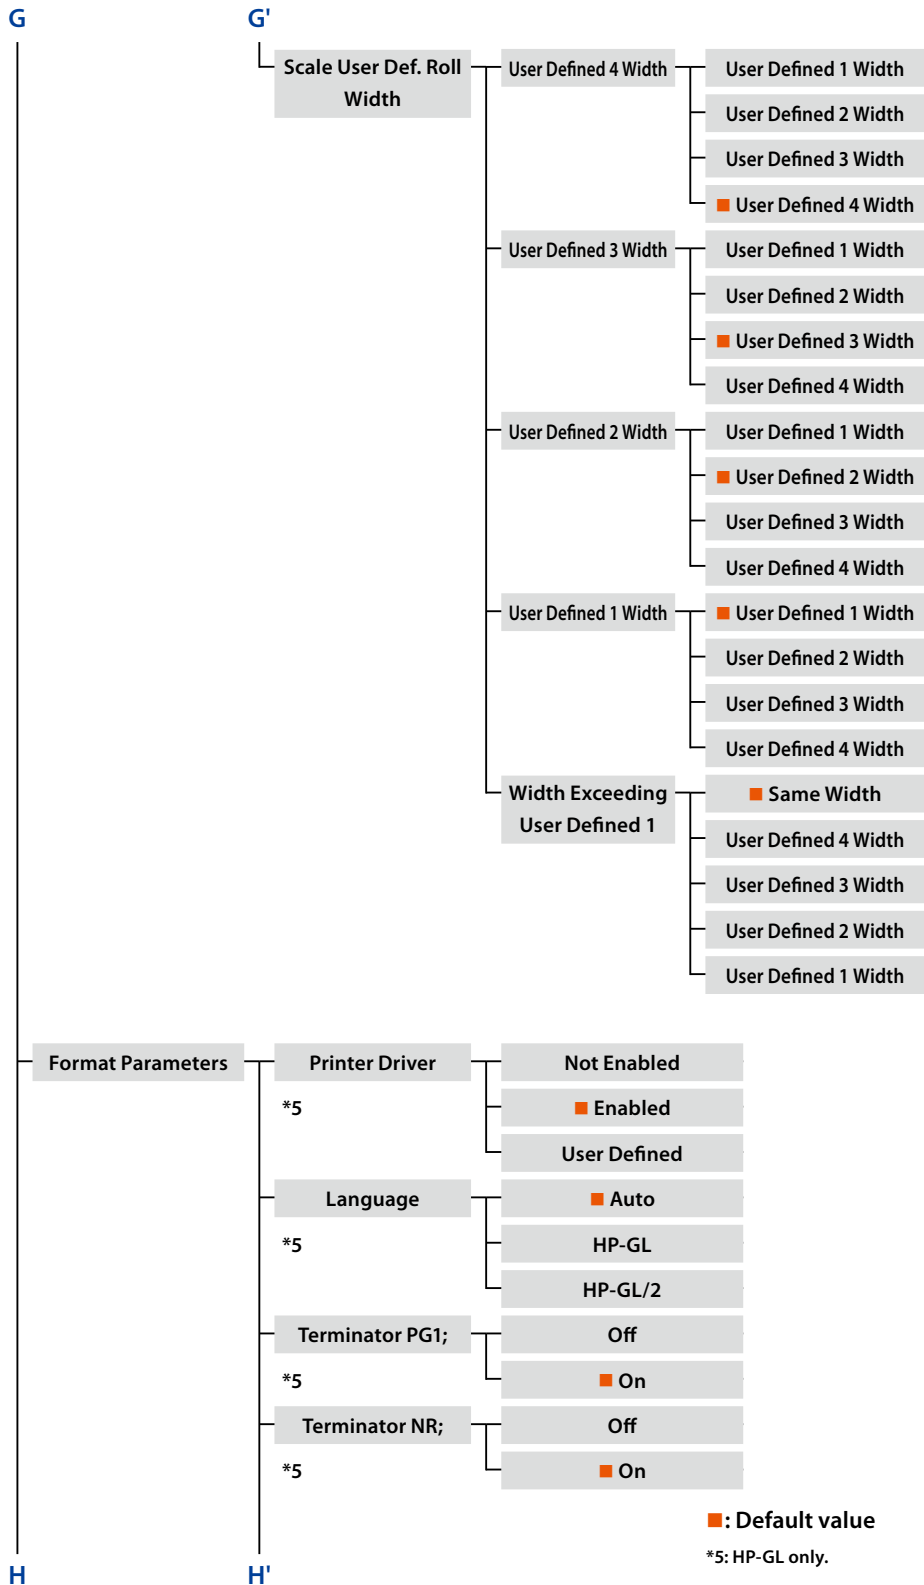 G G'
Scale User Def. Roll
Width
User Defined 4 Width
User Defined 1 Width
User Defined 2 Width
User Defined 3 Width
■ User Defined 4 Width
User Defined 3 Width
User Defined 1 Width
User Defined 2 Width
■ User Defined 3 Width
User Defined 4 Width
User Defined 2 Width
User Defined 1 Width
■ User Defined 2 Width
User Defined 3 Width
User Defined 4 Width
User Defined 1 Width
■ User Defined 1 Width
User Defined 2 Width
User Defined 3 Width
User Defined 4 Width
Width Exceeding
User Defined 1
■ Same Width
User Defined 4 Width
User Defined 3 Width
User Defined 2 Width
User Defined 1 Width
Format Parameters
Printer Driver
*5
Not Enabled
■ Enabled
User Defined
Language
*5
■ Auto
HP-GL
HP-GL/2
Terminator PG1;
*5
Off
■ On
Terminator NR;
*5
Off
■ On
■: Default value
*5: HP-GL only.
H H'